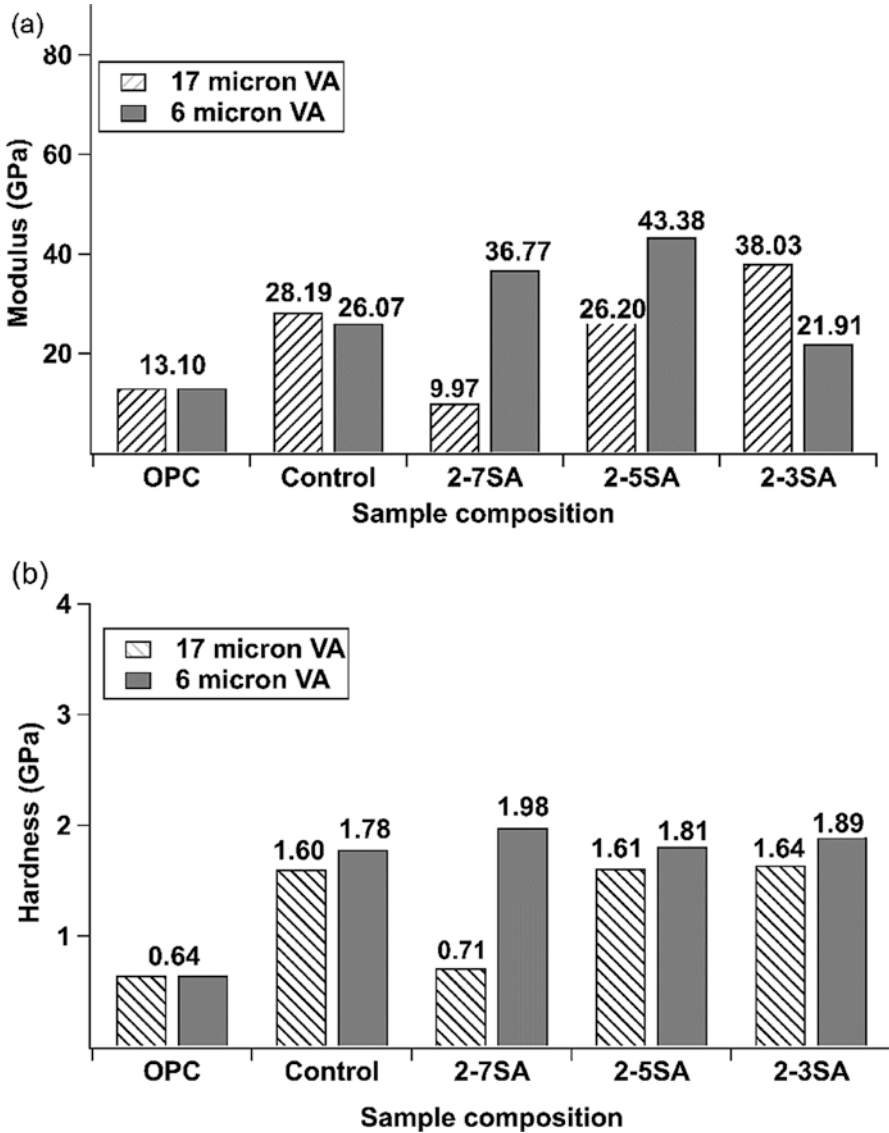 (a)
80
60
40
20
Modulus (GPa)
17 micron VA
6 micron VA
13.10
28.19
26.07
9.97
36.77
26.20
43.38
38.03
21.91
OPC Control 2-7SA 2-5SA 2-3SA
Sample composition
(b)
4
3
2
1
Hardness (GPa)
17 micron VA
6 micron VA
0.64
1.60
1.78
0.71
1.98
1.61
1.81
1.64
1.89
OPC Control 2-7SA 2-5SA 2-3SA
Sample composition